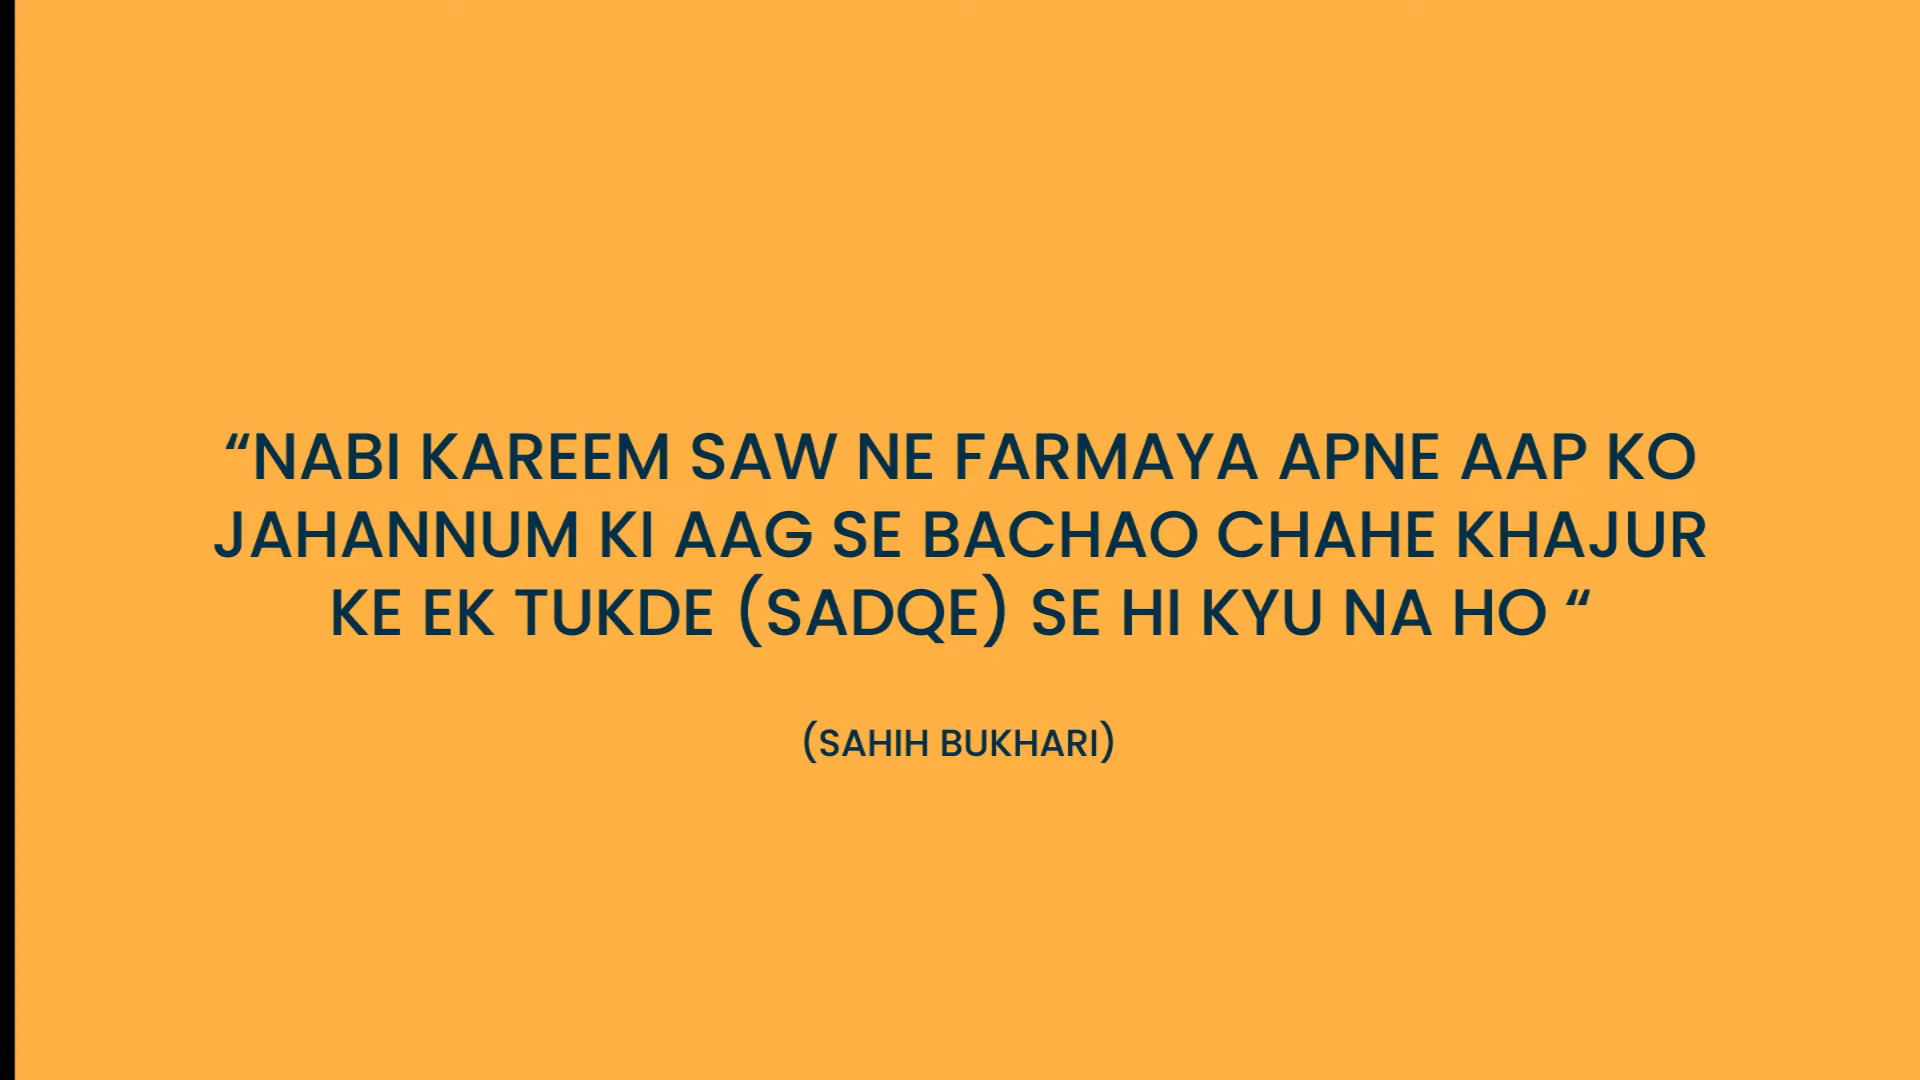 “NABI KAREEM SAW NE FARMAYA APNE AAP KO
JAHANNUM KI AAG SE BACHAO CHAHE KHAJUR
KE EK TUKDE (SADQE) SE HI KYU NA HO “
(SAHIH BUKHARI)